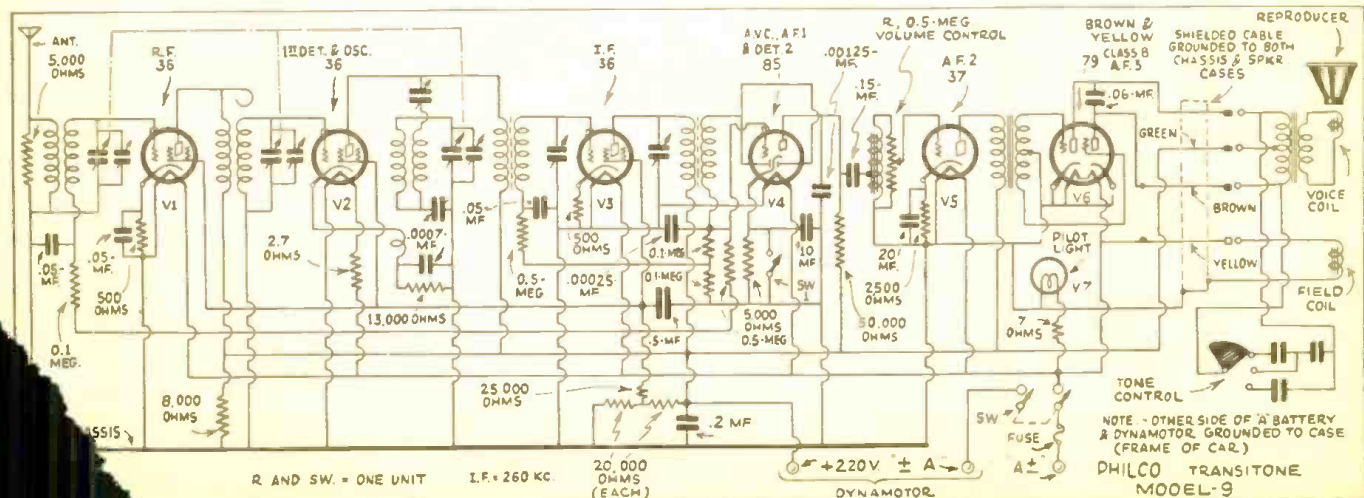 ANT.
5,000
OHMS
R.F.
36
1ST DET. & OSC.
36
I.F.
36
A.V.C., A.F.1
& DET. 2
85
.00125-
MF.
R, 0.5-MEG
VOLUME CONTROL
.15-
MF.
A.F. 2
37
BROWN &
YELLOW
CLASS B
79 A.F. 3
.06-MF.
SHIELDED CABLE
GROUNDED TO BOTH
CHASSIS & SPKR.
CASES
REPRODUCER
GREEN
BROWN
YELLOW
VOICE
COIL
FIELD
COIL
V1
V2
V3
V4
V5
V6
PILOT
LIGHT
V7
.05-
MF.
.05-
MF.
500
OHMS
0.1
MEG.
8,000
OHMS
2.7
OHMS
.0007-
MF.
13,000 OHMS
.05
MF
0.5-
MEG
500
OHMS
.00025
MF
0.1-MEG
0.1-MEG
.5-MF
SW
1
10
MF
5,000
OHMS
0.5-MEG
50,000
OHMS
20
MF.
2500
OHMS
7
OHMS
25,000
OHMS
.2 MF
20,000
OHMS
(EACH)
SW
FUSE
TONE
CONTROL
NOTE - OTHER SIDE OF "A" BATTERY
& DYNAMOTOR GROUNDED TO CASE
(FRAME OF CAR)
ASSIS
R AND SW. = ONE UNIT
I.F. = 260 KC.
+220V. ± A
DYNAMOTOR
A±
PHILCO TRANSITONE
MODEL-9